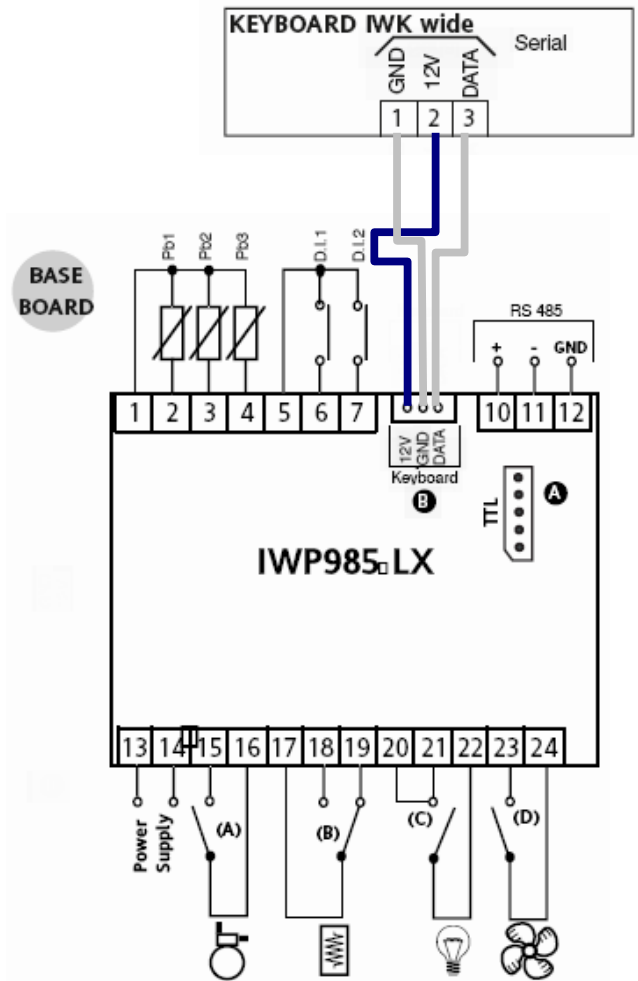 KEYBOARD IWK wide
Serial
GND
12V
DATA
1 2 3
BASE
BOARD
Pb1
Pb2
Pb3
D.I.1
D.I.2
RS 485
+ - GND
1 2 3 4 5 6 7
10 11 12
12V
GND
DATA
Keyboard
B
TTL
A
IWP985 LX
13 14 15 16 17 18 19 20 21 22 23 24
Power
Supply
(A)
(B)
(C)
(D)